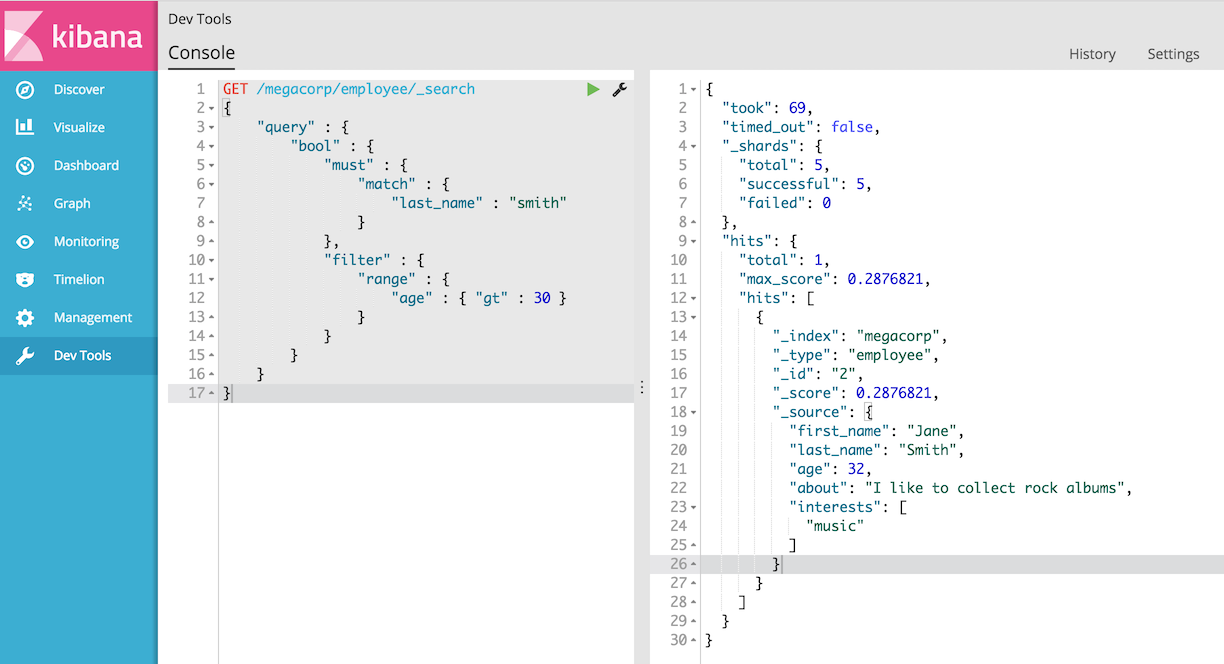 kibana
Discover
Visualize
Dashboard
Graph
Monitoring
Timelion
Management
Dev Tools
Dev Tools
Console
History
Settings
1 GET /megacorp/employee/_search
2 {
3 "query" : {
4 "bool" : {
5 "must" : {
6 "match" : {
7 "last_name" : "smith"
8 }
9 },
10 "filter" : {
11 "range" : {
12 "age" : { "gt" : 30 }
13 }
14 }
15 }
16 }
17 }
1 {
2 "took": 69,
3 "timed_out": false,
4 "_shards": {
5 "total": 5,
6 "successful": 5,
7 "failed": 0
8 },
9 "hits": {
10 "total": 1,
11 "max_score": 0.2876821,
12 "hits": [
13 {
14 "_index": "megacorp",
15 "_type": "employee",
16 "_id": "2",
17 "_score": 0.2876821,
18 "_source": {
19 "first_name": "Jane",
20 "last_name": "Smith",
21 "age": 32,
22 "about": "I like to collect rock albums",
23 "interests": [
24 "music"
25 ]
26 }
27 }
28 ]
29 }
30 }